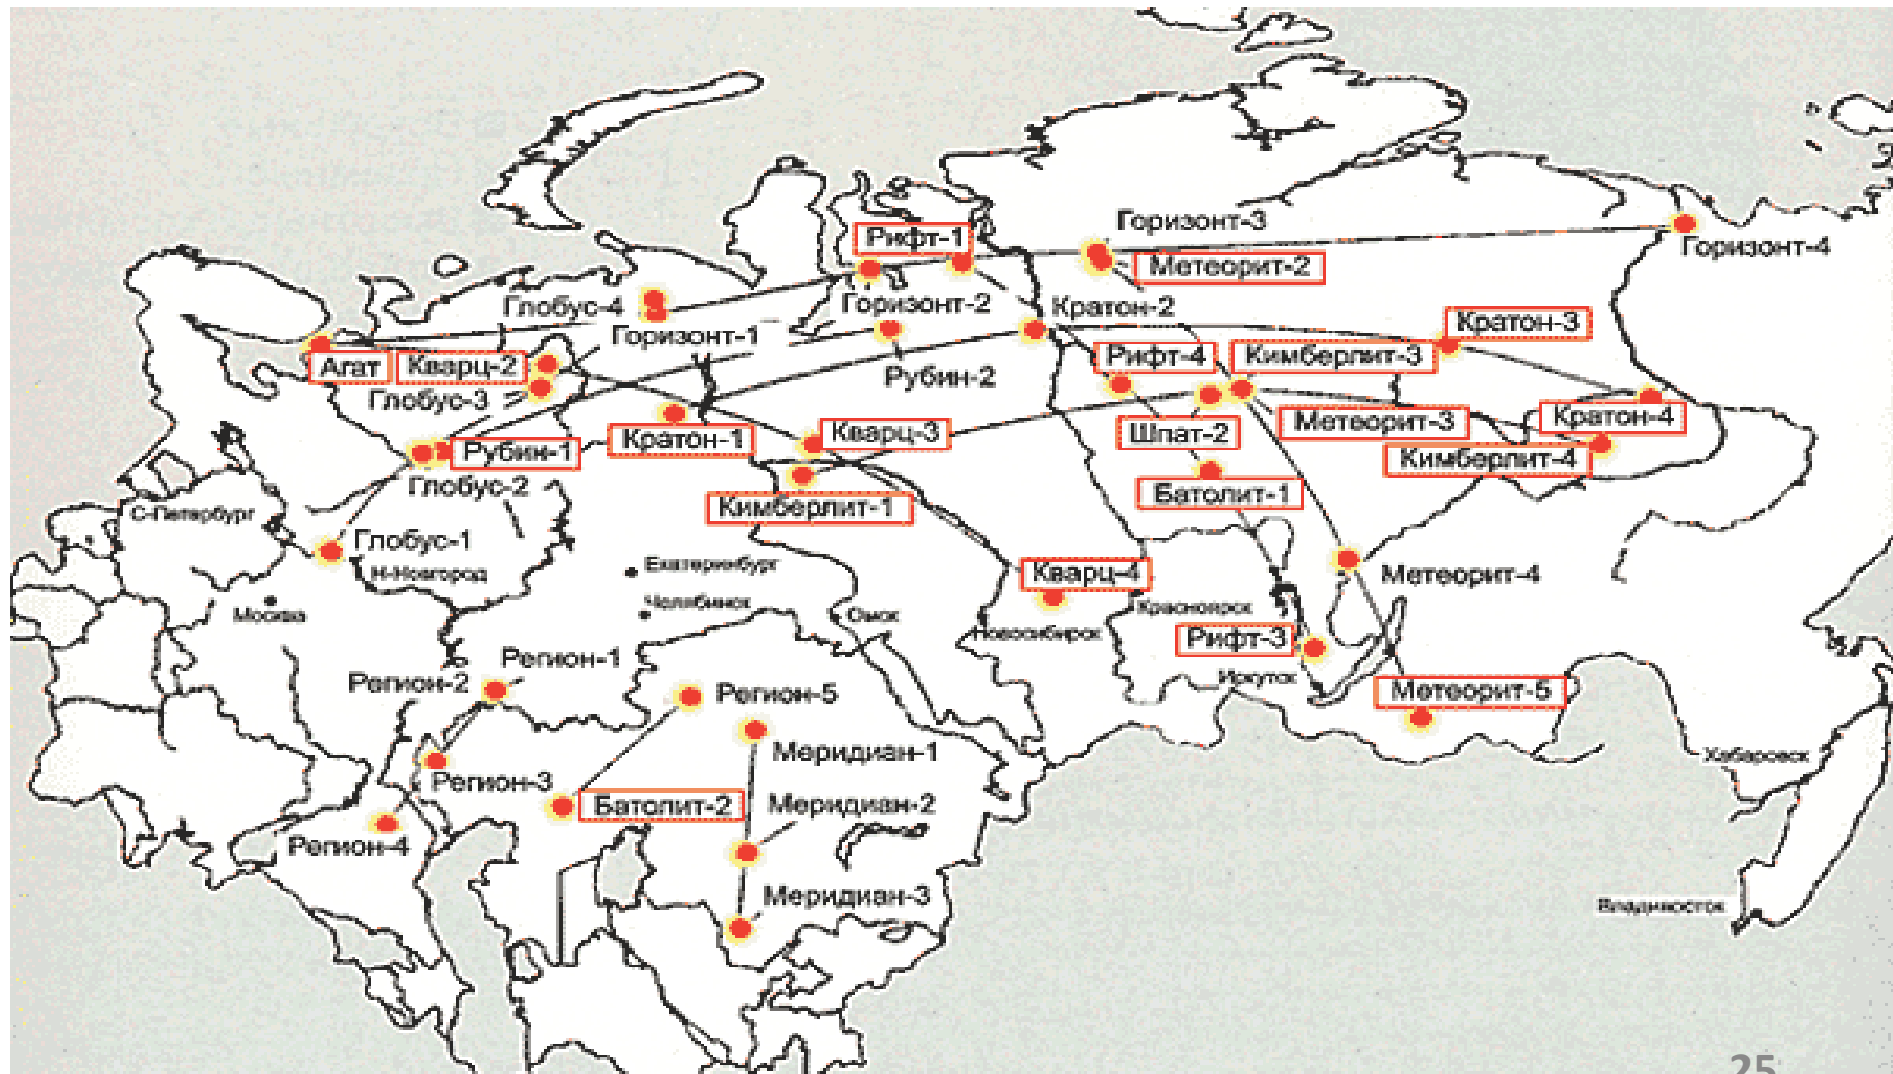 Горизонт-3
Рифт-1
Горизонт-4
Метеорит-2
Глобус-4
Горизонт-2
Кратон-2
Горизонт-1
Кратон-3
Агат
Кварц-2
Рифт-4
Кимберлит-3
Рубин-2
Глобус-3
Кратон-4
Метеорит-3
Кратон-1
Кварц-3
Шпат-2
Рубин-1
Кимберлит-4
Глобус-2
Батолит-1
Кимберлит-1
С-Петербург
Глобус-1
Екатеринбург
Н-Новгород
Кварц-4
Метеорит-4
Челябинск
Москва
Омск
Красноярск
Новосибирск
Рифт-3
Регион-1
Иркутск
Регион-2
Регион-5
Метеорит-5
Меридиан-1
Хабаровск
Регион-3
Батолит-2
Меридиан-2
Регион-4
Меридиан-3
Владивосток
25